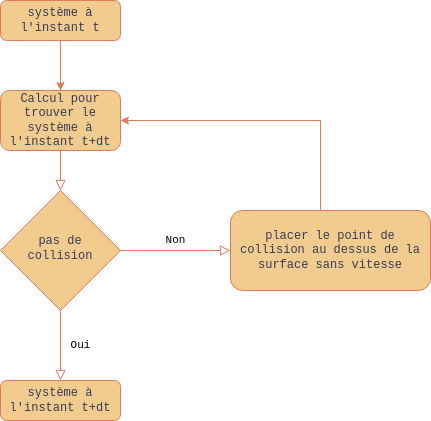 système à
l'instant t
Calcul pour
trouver le
système à
l'instant t+dt
pas de
collision
Non
placer le point de
collision au dessus de la
surface sans vitesse
Oui
système à
l'instant t+dt